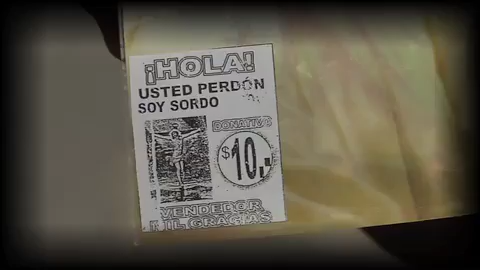 ¡HOLA!
USTED PERDÓN
SOY SORDO
DONATIVO
$10.-
VENDEDOR
MIL GRACIAS